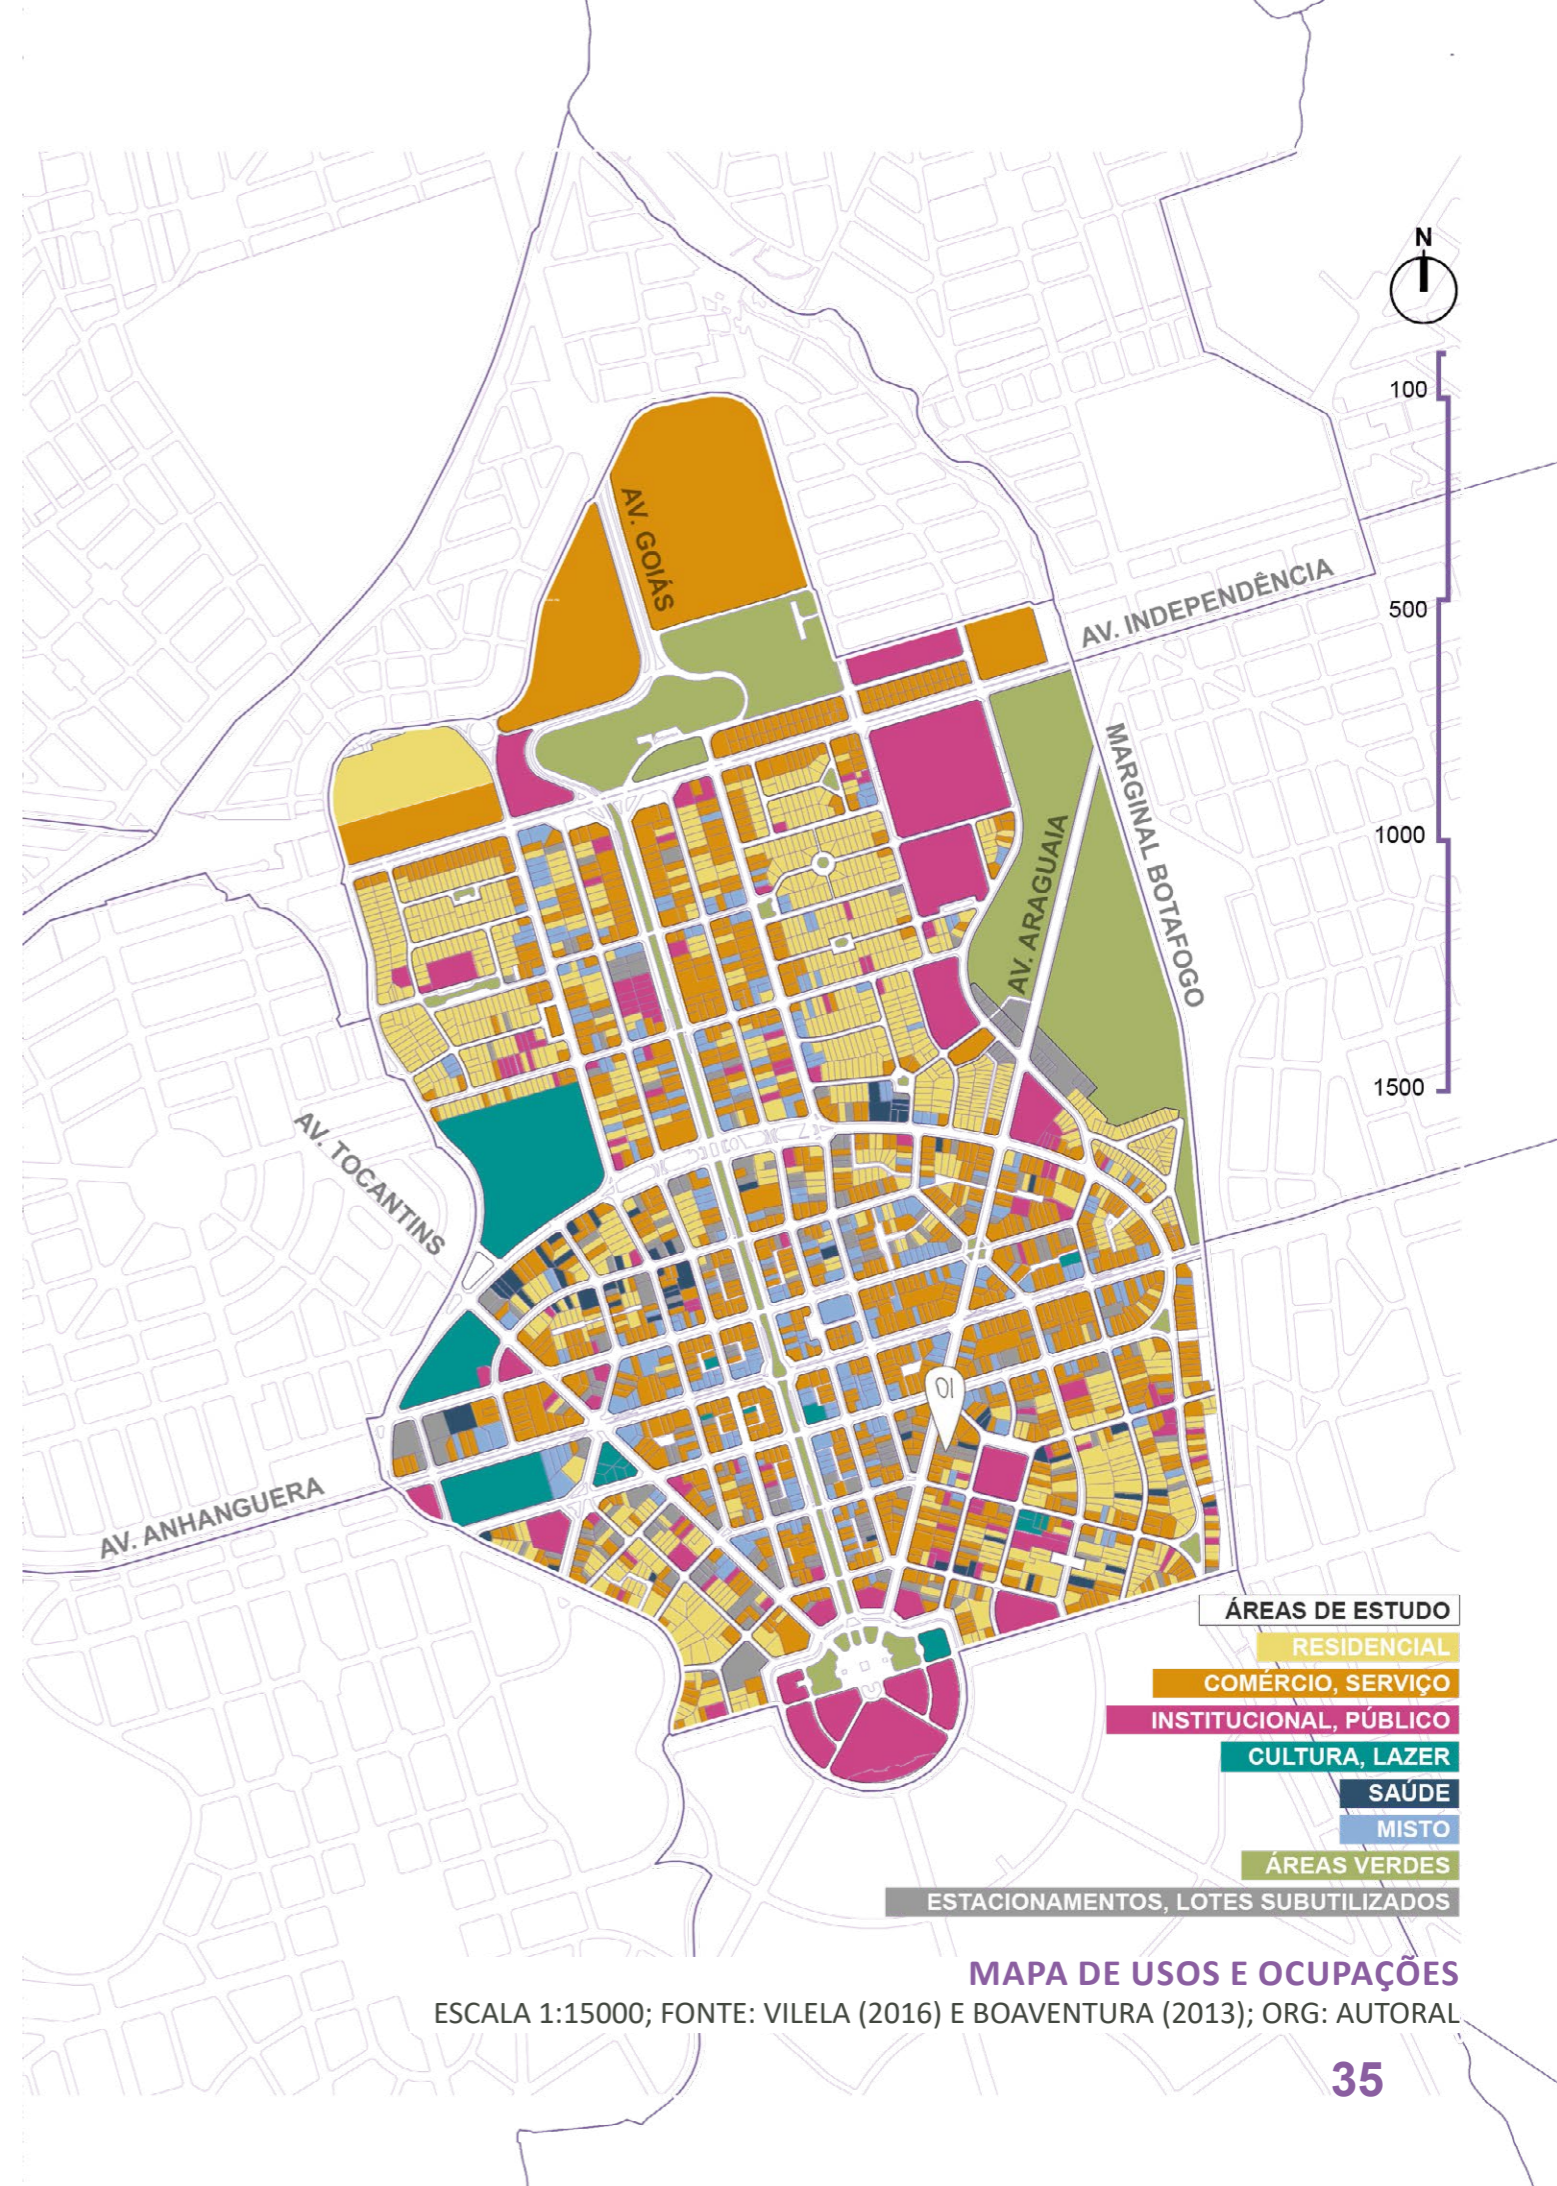 N
100
AV. GOIÁS
AV. INDEPENDÊNCIA
500
MARGINAL BOTAFOGO
1000
AV. ARAGUAIA
1500
AV. TOCANTINS
01
AV. ANHANGUERA
ÁREAS DE ESTUDO
RESIDENCIAL
COMÉRCIO, SERVIÇO
INSTITUCIONAL, PÚBLICO
CULTURA, LAZER
SAÚDE
MISTO
ÁREAS VERDES
ESTACIONAMENTOS, LOTES SUBUTILIZADOS
MAPA DE USOS E OCUPAÇÕES
ESCALA 1:15000; FONTE: VILELA (2016) E BOAVENTURA (2013); ORG: AUTORAL
35